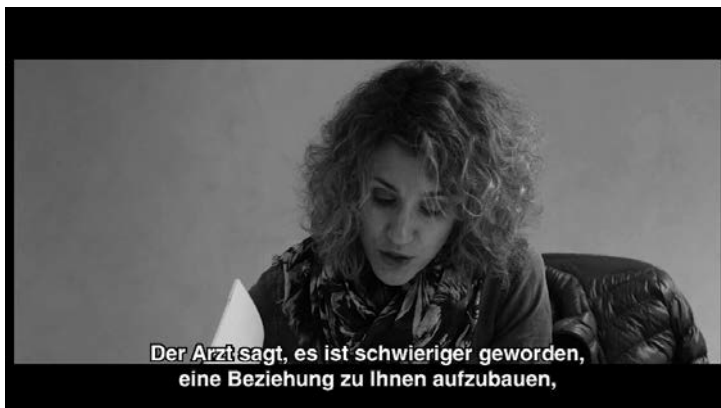 Der Arzt sagt, es ist schwieriger geworden,
eine Beziehung zu Ihnen aufzubauen,